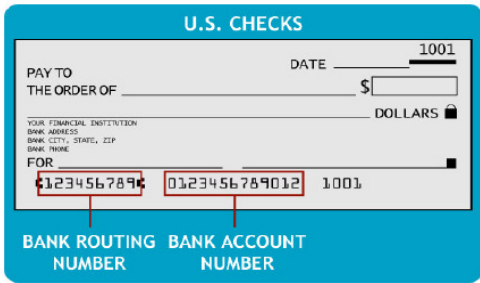 U.S. CHECKS
1001
DATE
PAY TO
THE ORDER OF
$
DOLLARS
YOUR FINANCIAL INSTITUTION
BANK ADDRESS
BANK CITY, STATE, ZIP
BANK PHONE
FOR
⑆123456789⑆ 0123456789012 1001
BANK ROUTING NUMBER
BANK ACCOUNT NUMBER